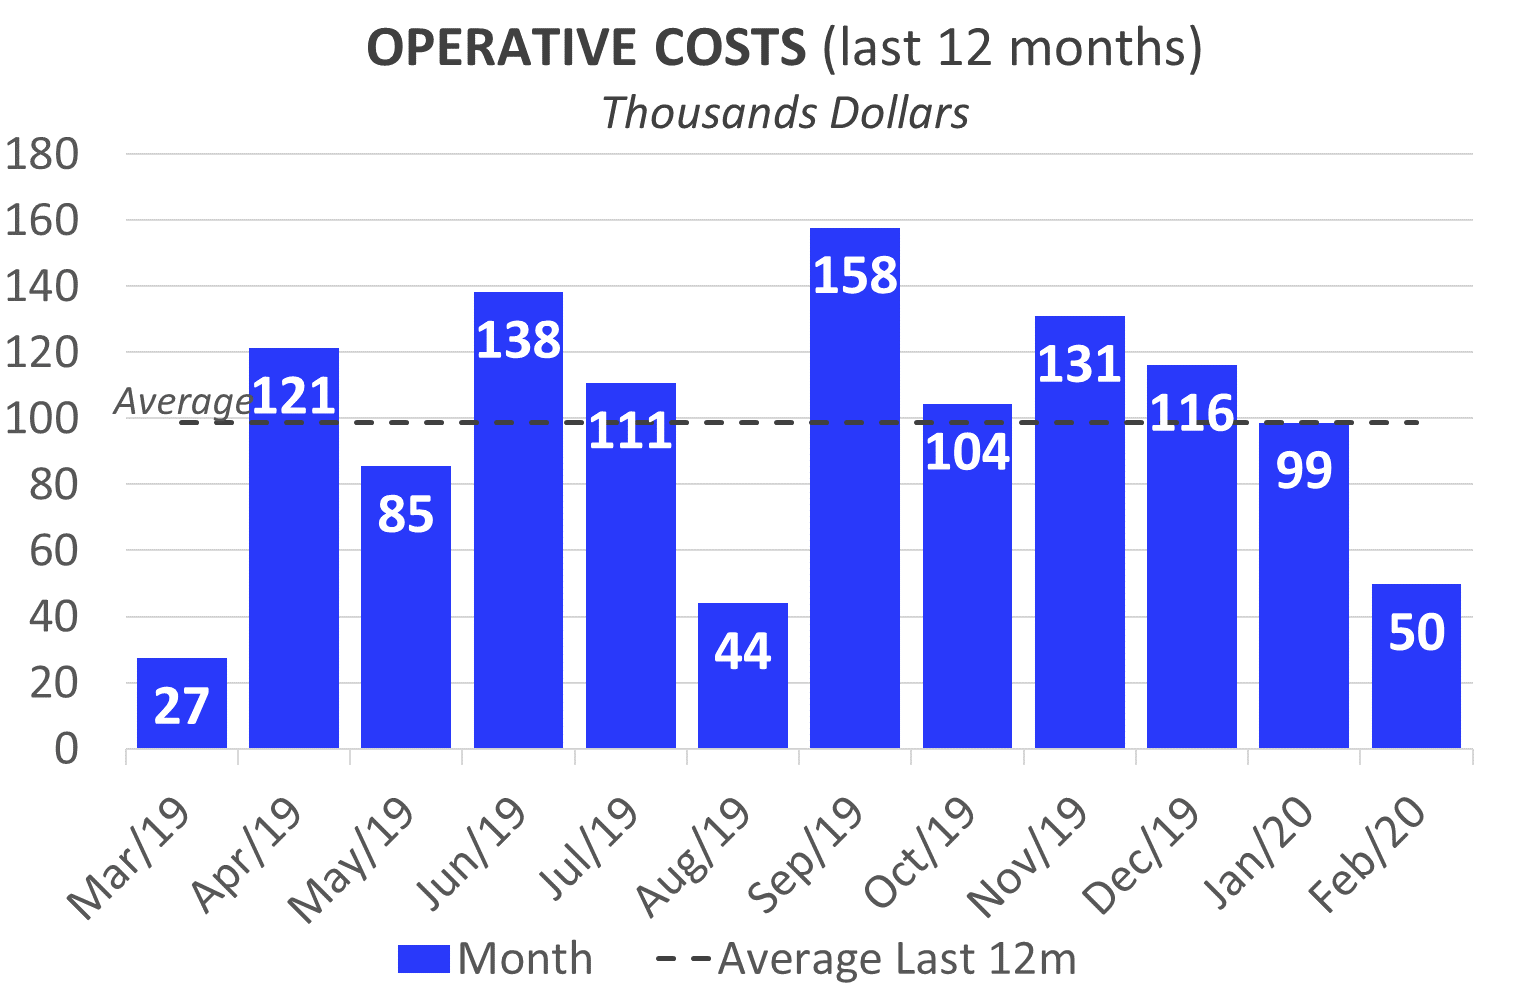 OPERATIVE COSTS (last 12 months)
Thousands Dollars
180
160
140
120
100
80
60
40
20
0
Average
27
121
85
138
111
44
158
104
131
116
99
50
Mar/19
Apr/19
May/19
Jun/19
Jul/19
Aug/19
Sep/19
Oct/19
Nov/19
Dec/19
Jan/20
Feb/20
Month
Average Last 12m